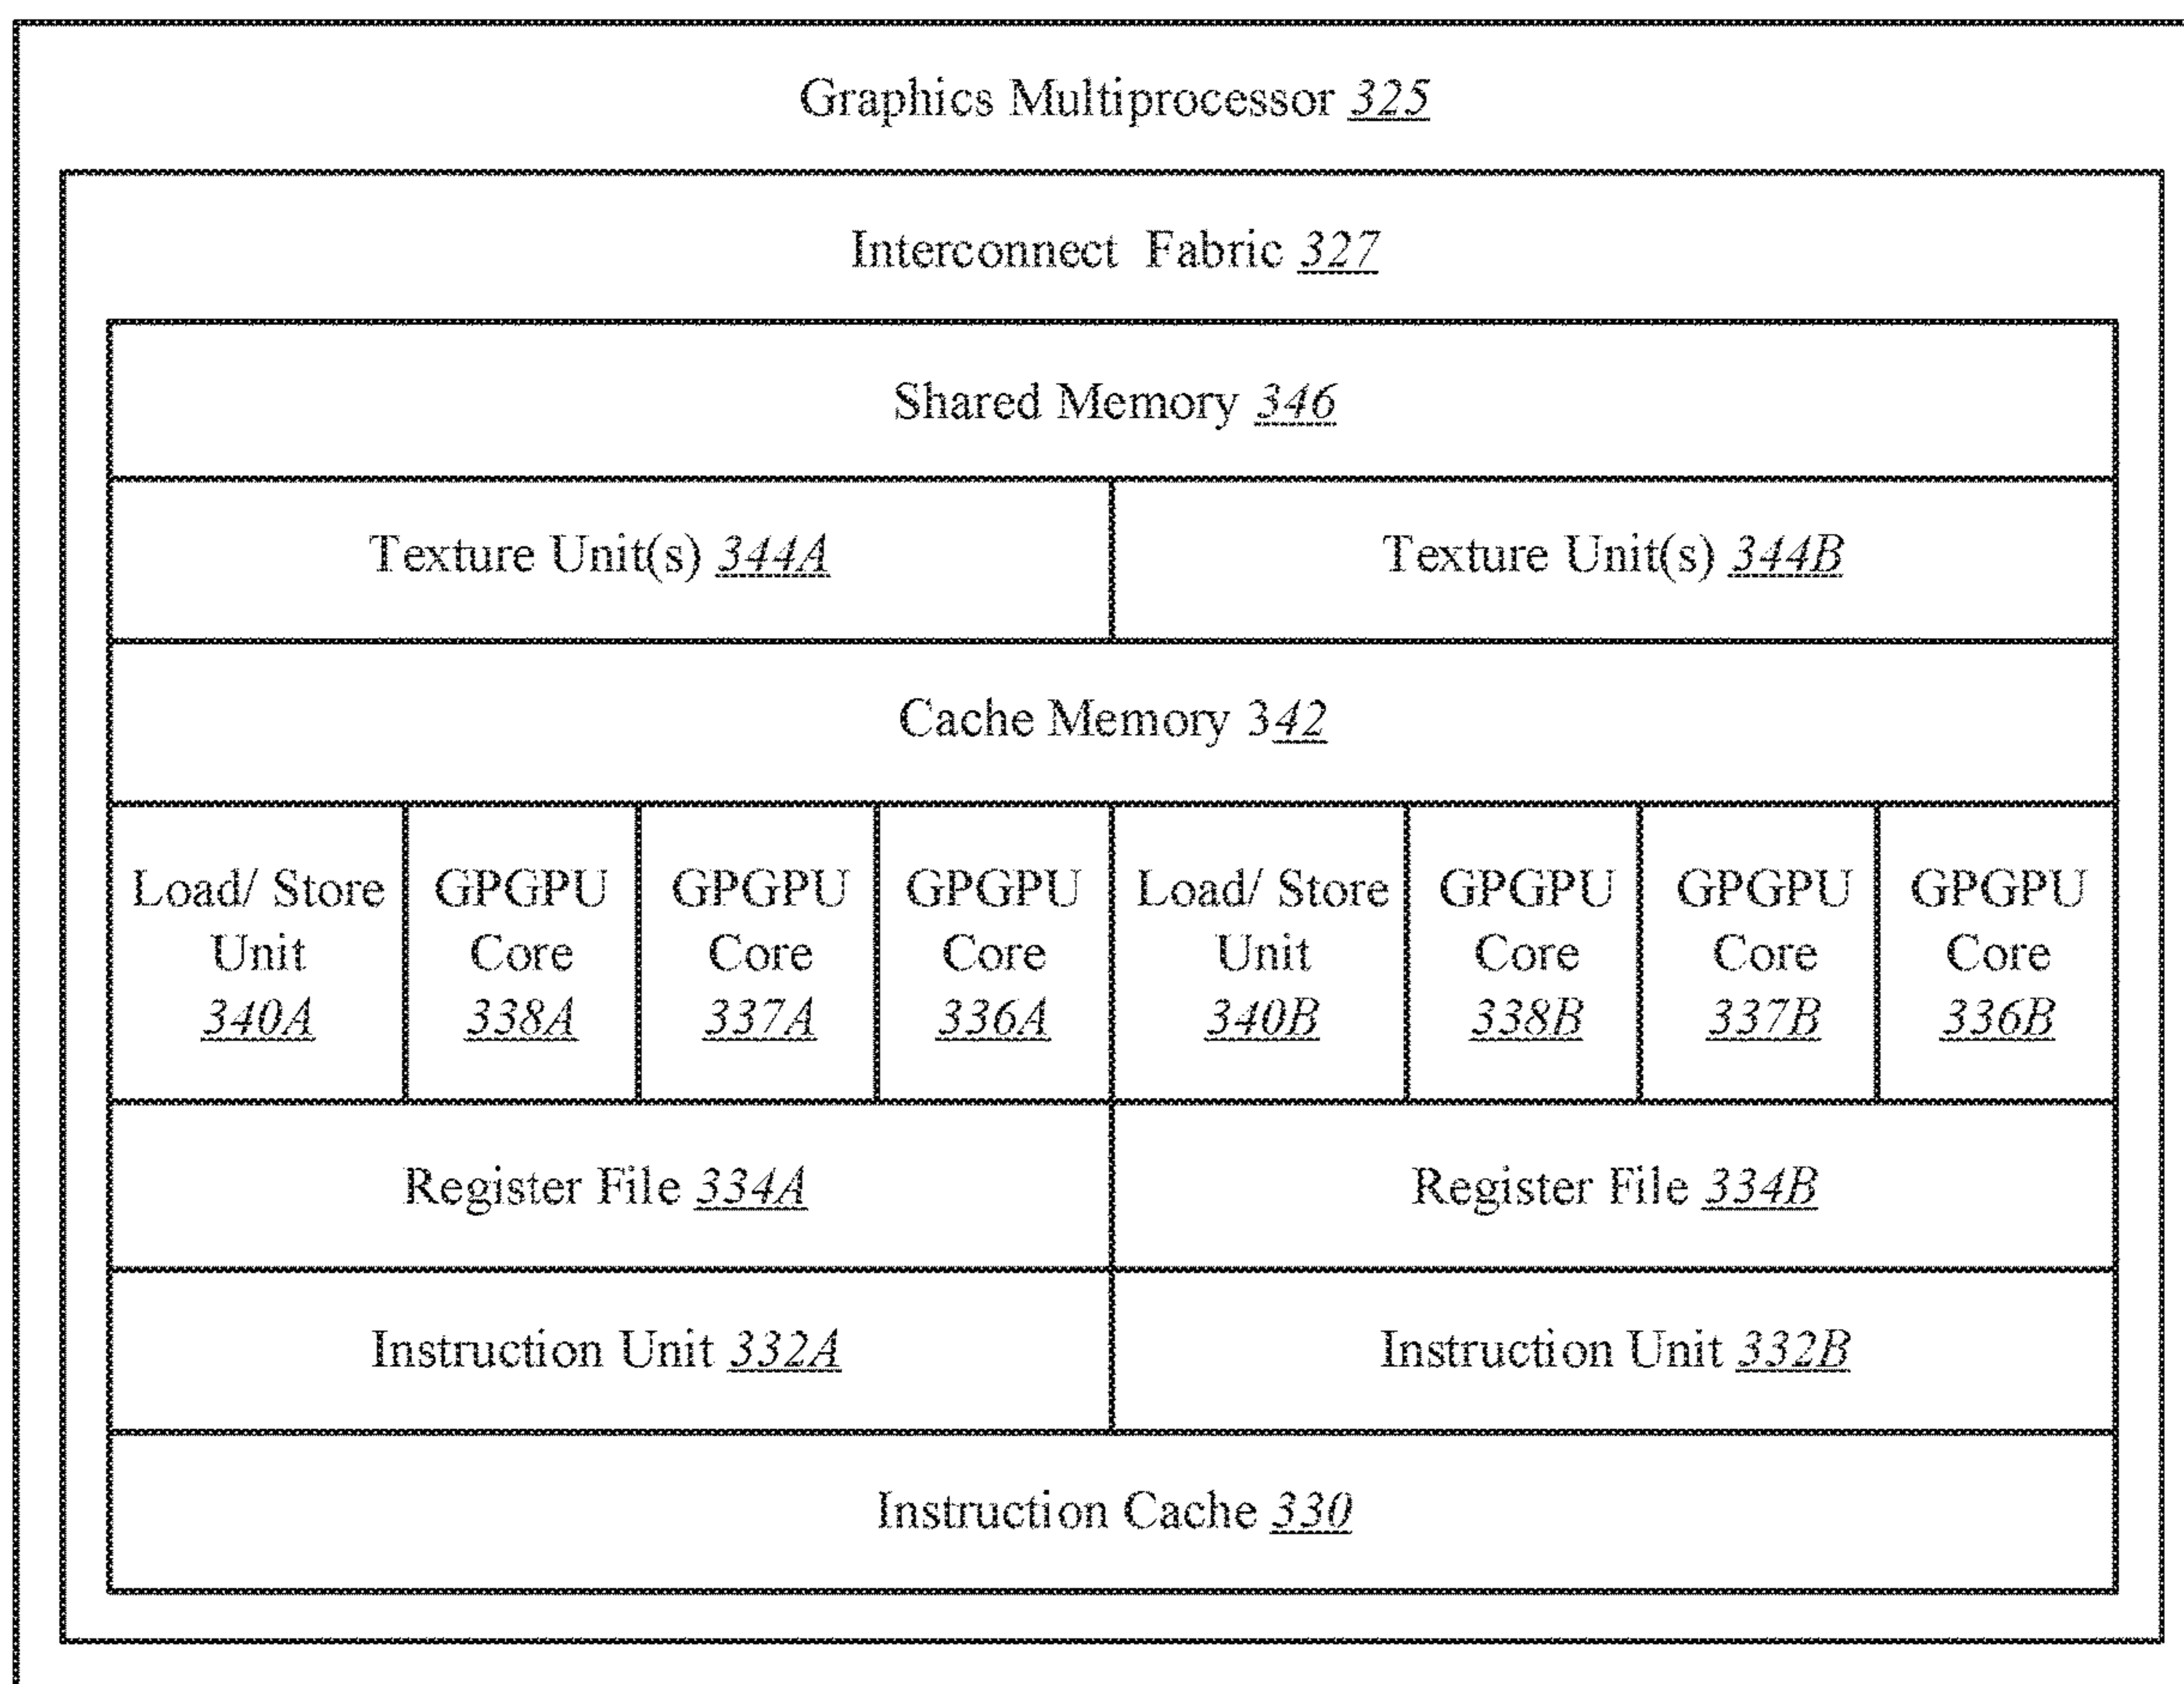 Graphics Multiprocessor 325
Interconnect Fabric 327
Shared Memory 346
Texture Unit(s) 344A
Texture Unit(s) 344B
Cache Memory 342
Load/ Store
Unit
340A
GPGPU
Core
338A
GPGPU
Core
337A
GPGPU
Core
336A
Load/ Store
Unit
340B
GPGPU
Core
338B
GPGPU
Core
337B
GPGPU
Core
336B
Register File 334A
Register File 334B
Instruction Unit 332A
Instruction Unit 332B
Instruction Cache 330